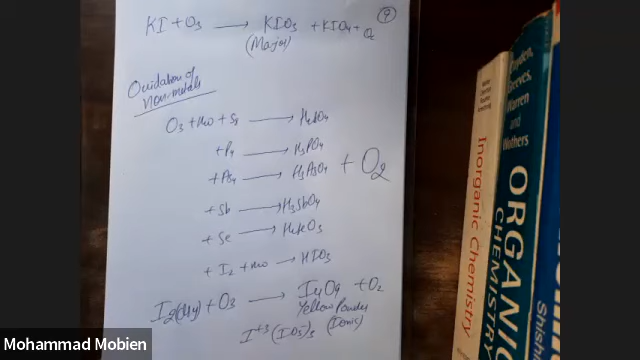 9
KI + O3 → KIO3 + KIO4 + O2
(Major)
Oxidation of
Non-metals
O3 + H2O + S8 → H2SO4
+ P4 → H3PO4
+ As4 → H3AsO4 + O2
+ Sb → H3SbO4
+ Se →
+ I2 + H2O → HIO3
I2(dry) + O3 → I4O9 + O2
Yellow Powder
I+3 (IO3)3 (Ionic)
Inorganic Chemistry
Clayden,
Greeves,
Warren
and
Wothers
ORGANIC
CHEMISTRY
Mohammad Mobien